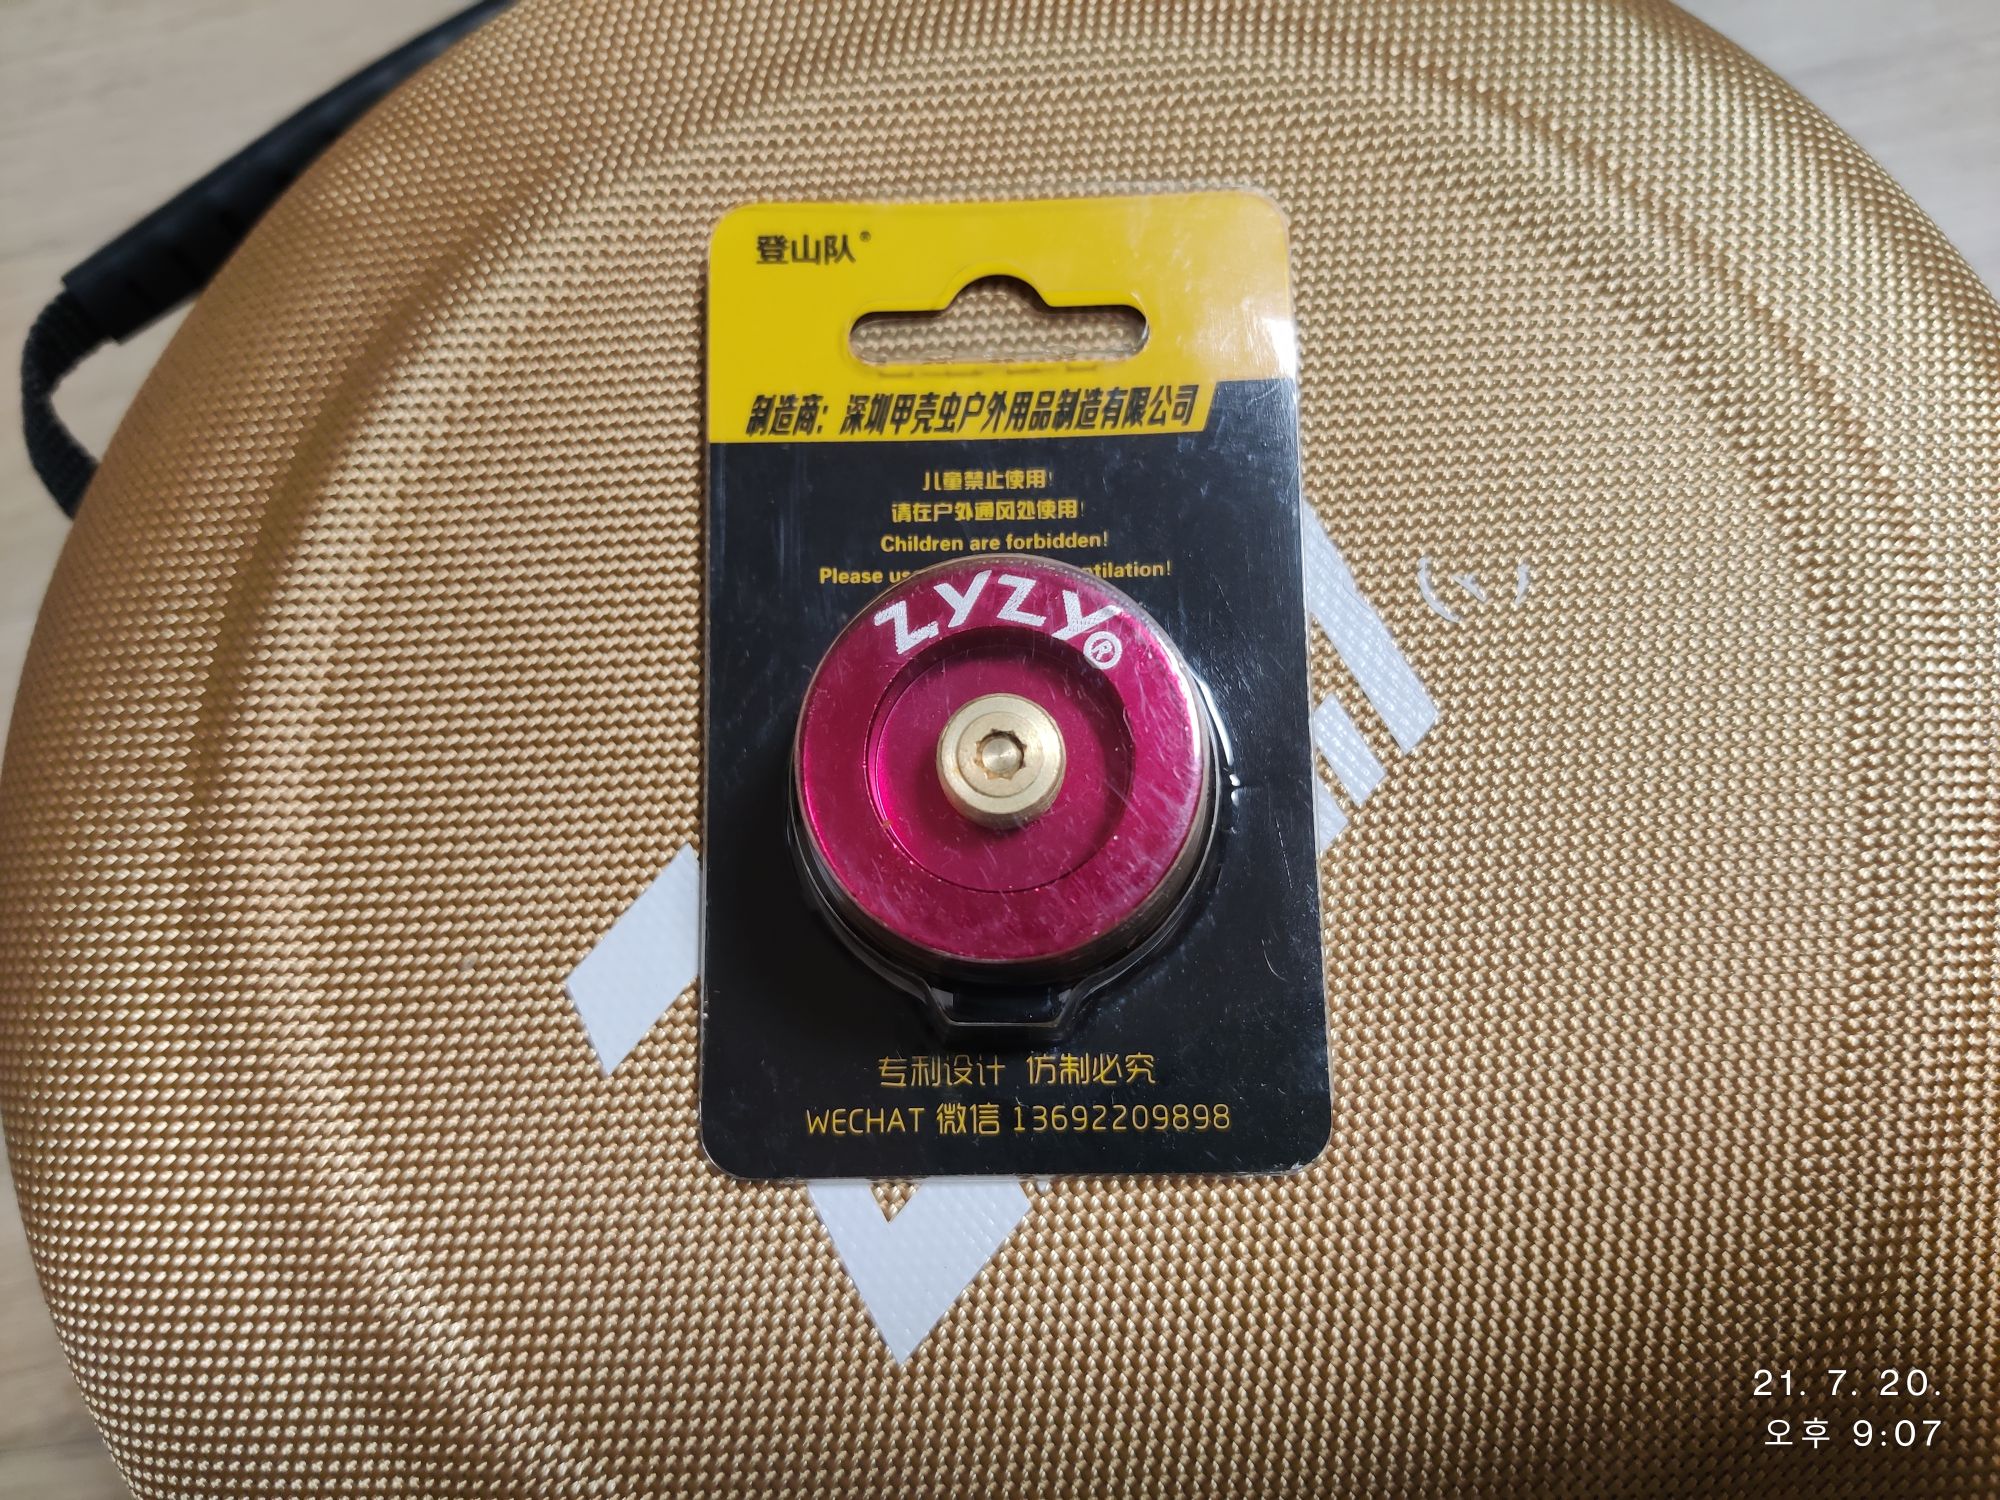 登山队®
制造商：深圳甲壳虫户外用品制造有限公司
儿童禁止使用！
请在户外通风处使用！
Children are forbidden!
Please ventilation!
ZYZY®
专利设计 仿制必究
WECHAT 微信 13692209898
21. 7. 20.
오후 9:07